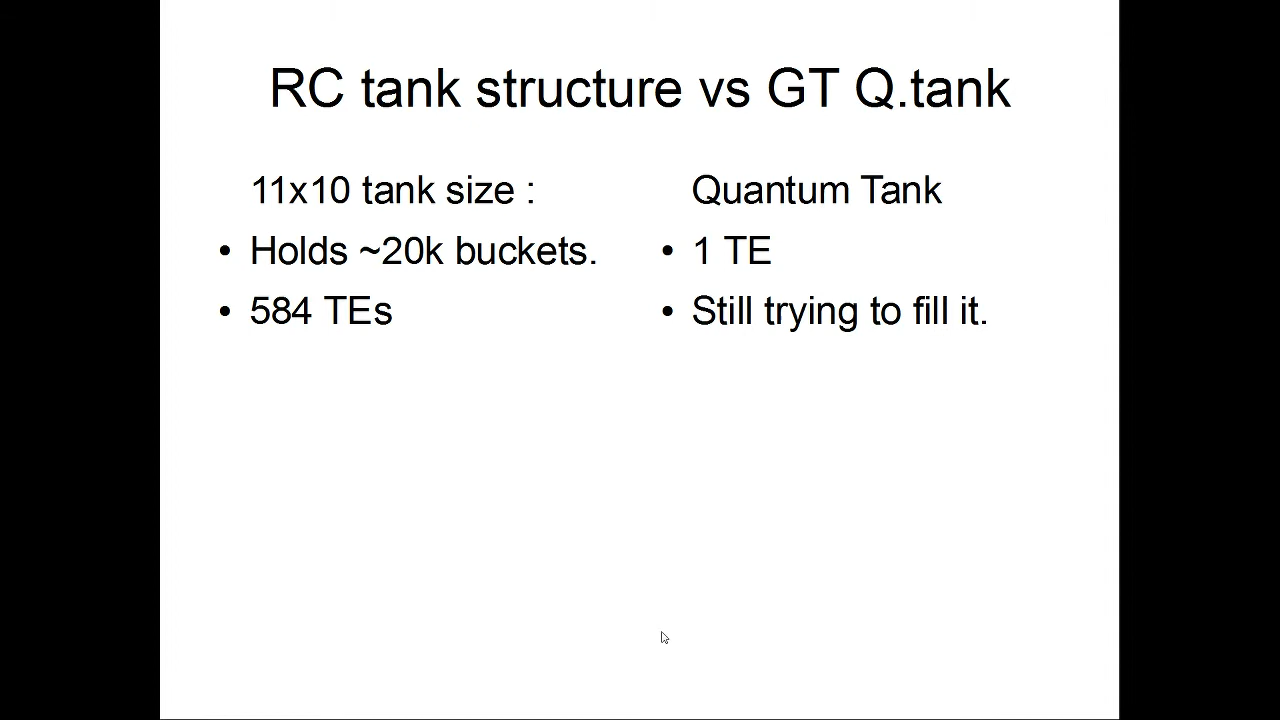 RC tank structure vs GT Q.tank
11x10 tank size :
• Holds ~20k buckets.
• 584 TEs
Quantum Tank
• 1 TE
• Still trying to fill it.